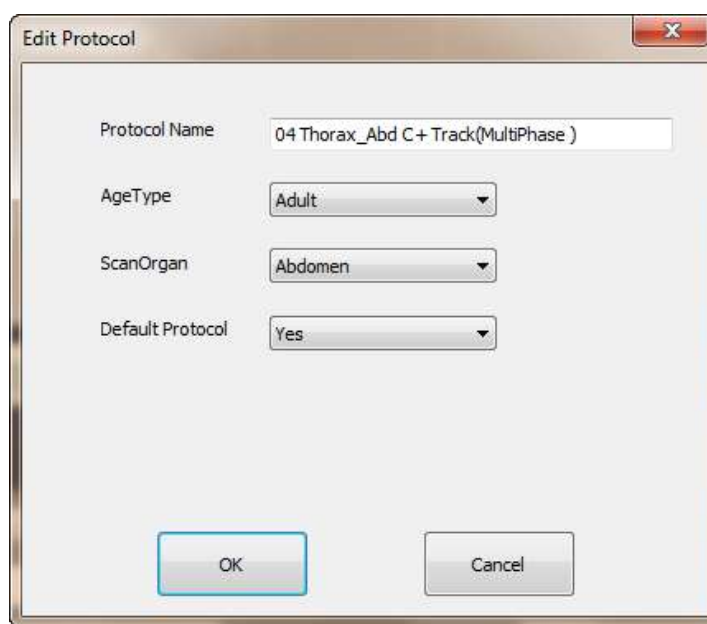 Edit Protocol
Protocol Name 04 Thorax_Abd C+ Track(MultiPhase )
AgeType Adult
ScanOrgan Abdomen
Default Protocol Yes
OK Cancel